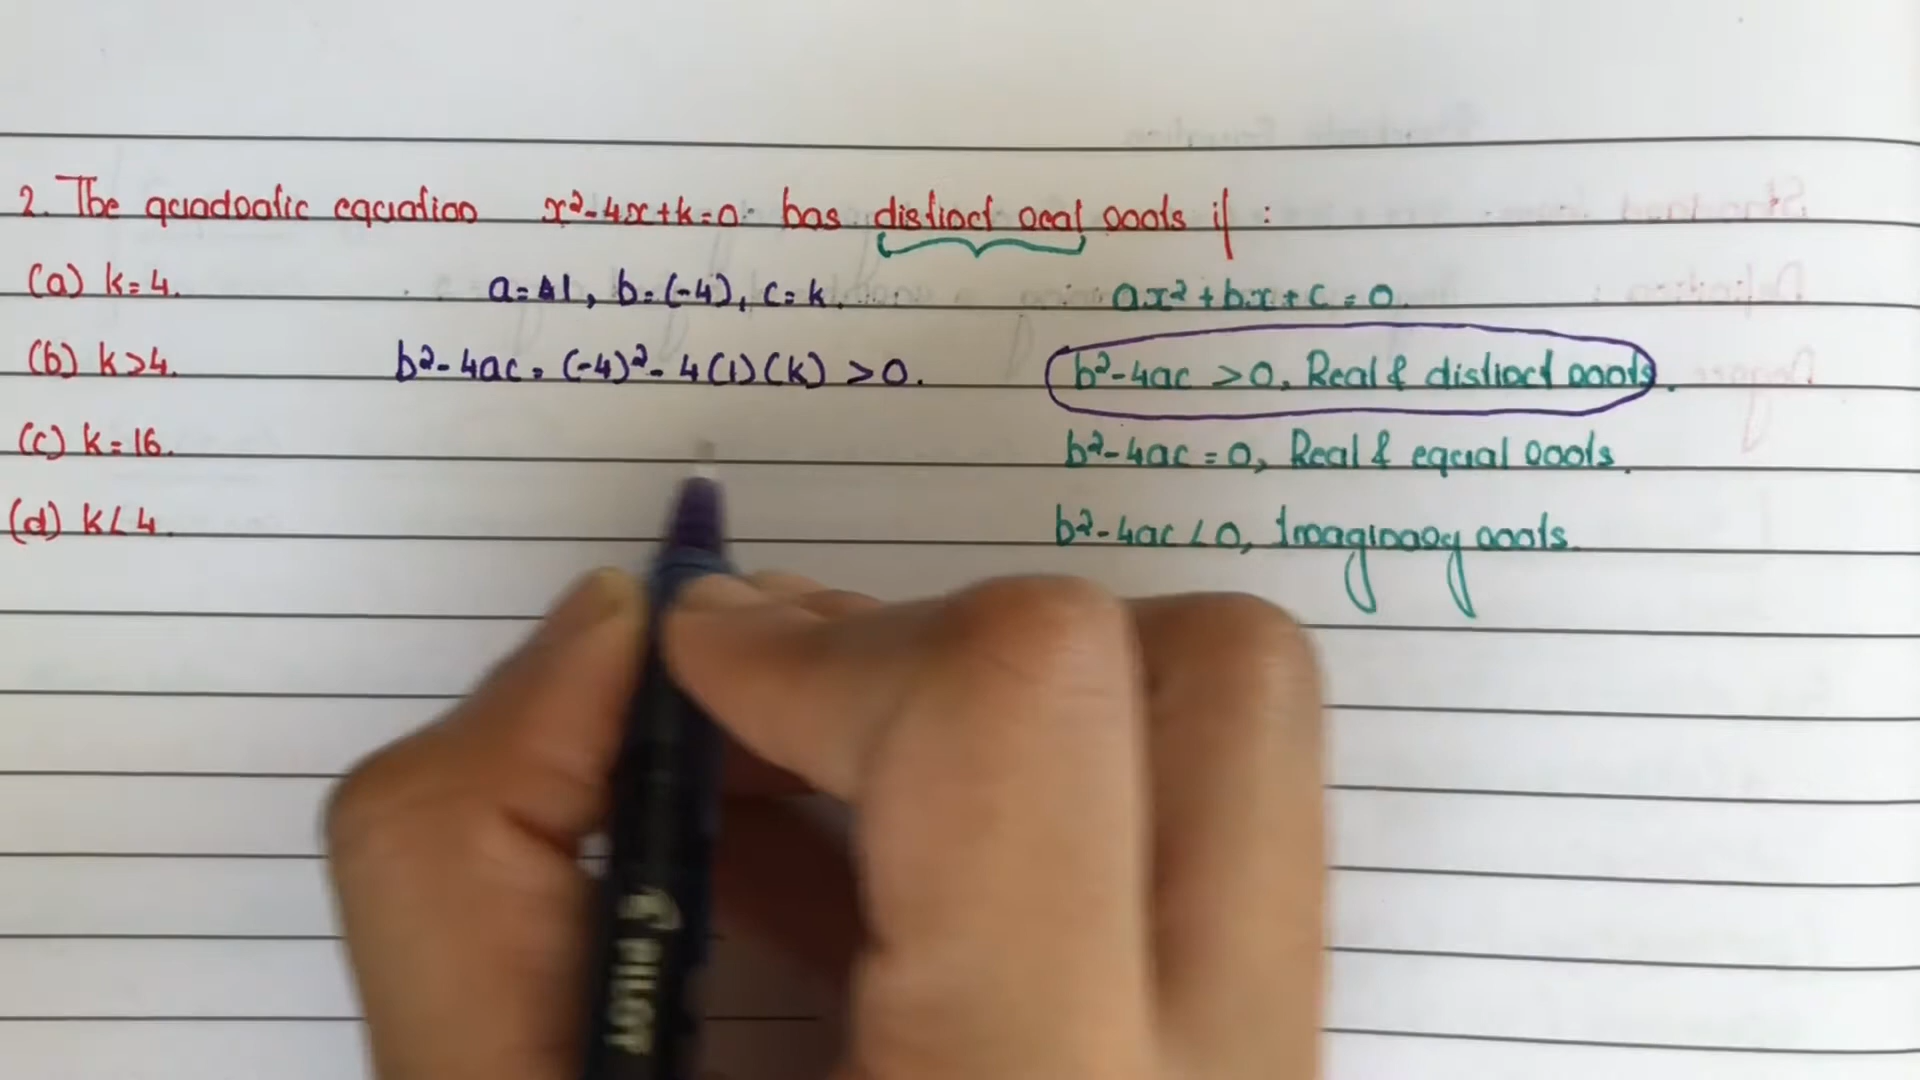 2. The quadratic equation x²-4x+k=0 has distinct real roots if :
(a) k=4. a=1, b=(-4), c=k. ax²+bx+c=0.
(b) k>4. b²-4ac = (-4)²-4(1)(k) >0. b²-4ac >0, Real & distinct roots.
(c) k=16. b²-4ac=0, Real & equal roots.
(d) k<4. b²-4ac<0, Imaginary roots.
PILOT